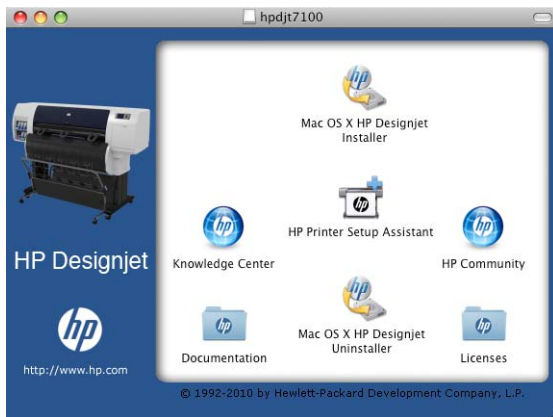 hpdjt7100
Mac OS X HP Designjet
Installer
HP Printer Setup Assistant
HP Designjet
Knowledge Center
HP Community
Mac OS X HP Designjet
Uninstaller
Documentation
Licenses
hp
http://www.hp.com
© 1992-2010 by Hewlett-Packard Development Company, L.P.